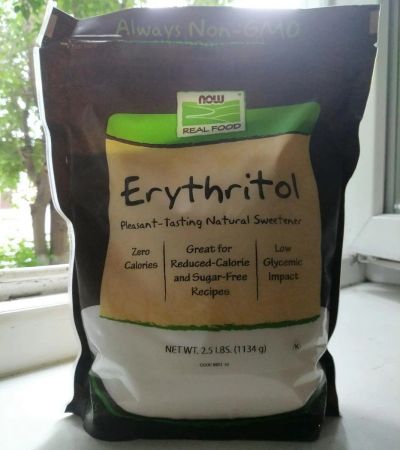 Always Non-GMO
NOW
REAL FOOD
Erythritol
Pleasant-Tasting Natural Sweetener
Zero
Calories
Great for
Reduced-Calorie
and Sugar-Free
Recipes
Low
Glycemic
Impact
NET WT. 2.5 LBS. (1134 g)
K